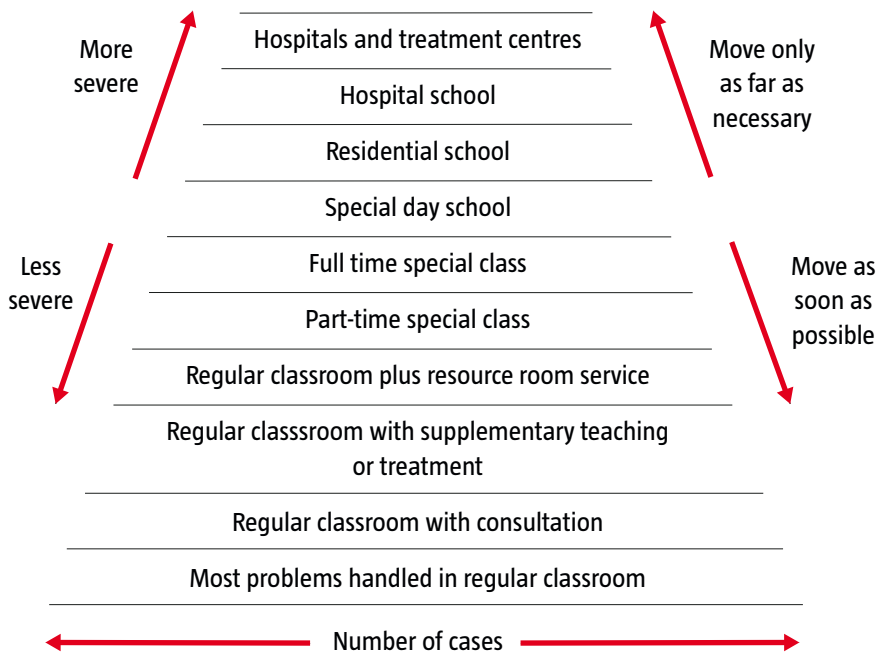 More
severe
Hospitals and treatment centres
Move only
as far as
necessary
Hospital school
Residential school
Special day school
Less
severe
Full time special class
Move as
soon as
possible
Part-time special class
Regular classroom plus resource room service
Regular classsroom with supplementary teaching
or treatment
Regular classroom with consultation
Most problems handled in regular classroom
Number of cases